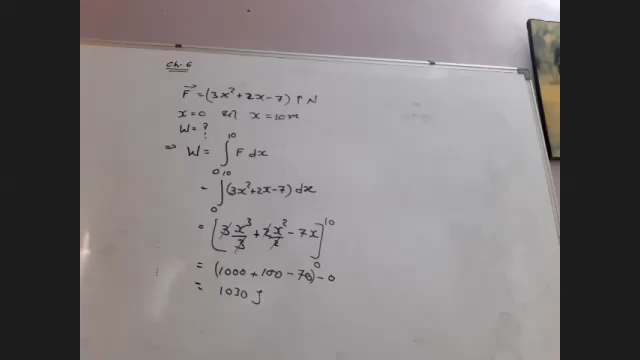 Ch-6
F⃗ = (3x² + 2x - 7) î N
x = 0 x = 10 m
W = ?
⇒ W = ∫₀¹⁰ F dx
= ∫₀¹⁰ (3x² + 2x - 7) dx
= [3x³/3 + 2x²/2 - 7x]₀¹⁰
= (1000 + 100 - 70) - 0
= 1030 J